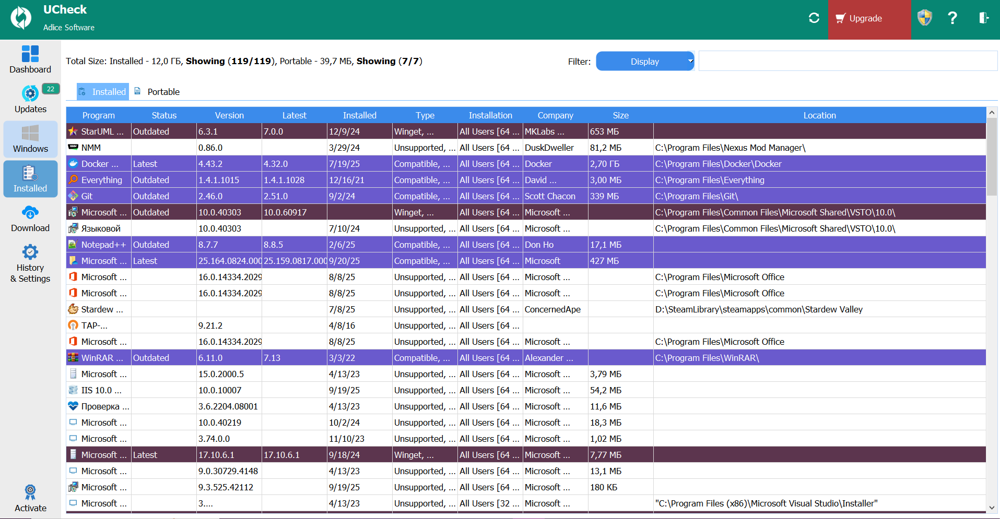 UCheck
Adlice Software
Upgrade
Dashboard
22
Updates
Windows
Installed
Download
History
& Settings
Activate
Total Size: Installed - 12,0 ГБ, Showing (119/119), Portable - 39,7 МБ, Showing (7/7)
Filter: Display
Installed Portable
Program Status Version Latest Installed Type Installation Company Size Location
StarUML ... Outdated 6.3.1 7.0.0 12/9/24 Winget, ... All Users [64 ... MKLabs ... 653 МБ
NMM 0.86.0 3/29/24 Unsupported, ... All Users [64 ... DuskDweller 81,2 МБ C:\Program Files\Nexus Mod Manager\
Docker ... Latest 4.43.2 4.32.0 7/19/25 Compatible, ... All Users [64 ... Docker 2,70 ГБ C:\Program Files\Docker\Docker
Everything Outdated 1.4.1.1015 1.4.1.1028 12/16/21 Compatible, ... All Users [64 ... David ... 3,00 МБ C:\Program Files\Everything
Git Outdated 2.46.0 2.51.0 9/2/24 Compatible, ... All Users [64 ... Scott Chacon 339 МБ C:\Program Files\Git\
Microsoft ... Outdated 10.0.40303 10.0.60917 Winget, ... All Users [64 ... Microsoft ... C:\Program Files\Common Files\Microsoft Shared\VSTO\10.0\
Языковой 10.0.40303 7/10/24 Unsupported, ... All Users [64 ... Microsoft ... C:\Program Files\Common Files\Microsoft Shared\VSTO\10.0\
Notepad++ Outdated 8.7.7 8.8.5 2/6/25 Compatible, ... All Users [64 ... Don Ho 17,1 МБ
Microsoft ... Latest 25.164.0824.000 25.159.0817.000 9/20/25 Compatible, ... All Users [64 ... Microsoft 427 МБ
Microsoft ... 16.0.14334.2029 8/8/25 Unsupported, ... All Users [64 ... Microsoft ... C:\Program Files\Microsoft Office
Microsoft ... 16.0.14334.2029 8/8/25 Unsupported, ... All Users [64 ... Microsoft ... C:\Program Files\Microsoft Office
Stardew ... 7/8/25 Unsupported, ... All Users [64 ... ConcernedApe D:\SteamLibrary\steamapps\common\Stardew Valley
TAP-... 9.21.2 4/8/16 Unsupported, ... All Users [64 ...
Microsoft ... 16.0.14334.2029 8/8/25 Unsupported, ... All Users [64 ... Microsoft ... C:\Program Files\Microsoft Office
WinRAR ... Outdated 6.11.0 7.13 3/3/22 Compatible, ... All Users [64 ... Alexander ... C:\Program Files\WinRAR\
Microsoft ... 15.0.2000.5 4/13/23 Unsupported, ... All Users [64 ... Microsoft ... 3,79 МБ
IIS 10.0 ... 10.0.10007 9/19/25 Unsupported, ... All Users [64 ... Microsoft ... 54,2 МБ
Проверка ... 3.6.2204.08001 4/13/23 Unsupported, ... All Users [64 ... Microsoft ... 11,6 МБ
Microsoft ... 10.0.40219 10/2/24 Unsupported, ... All Users [64 ... Microsoft ... 18,3 МБ
Microsoft ... 3.74.0.0 11/10/23 Unsupported, ... All Users [64 ... Microsoft ... 1,02 МБ
Microsoft ... Latest 17.10.6.1 17.10.6.1 9/18/24 Winget, ... All Users [64 ... Microsoft ... 7,77 МБ
Microsoft ... 9.0.30729.4148 4/13/23 Unsupported, ... All Users [64 ... Microsoft ... 13,1 МБ
Microsoft ... 9.3.525.42112 9/19/25 Unsupported, ... All Users [64 ... Microsoft ... 180 КБ
Microsoft ... 3.... 4/13/23 Unsupported, ... All Users [32 ... Microsoft ... "C:\Program Files (x86)\Microsoft Visual Studio\Installer"